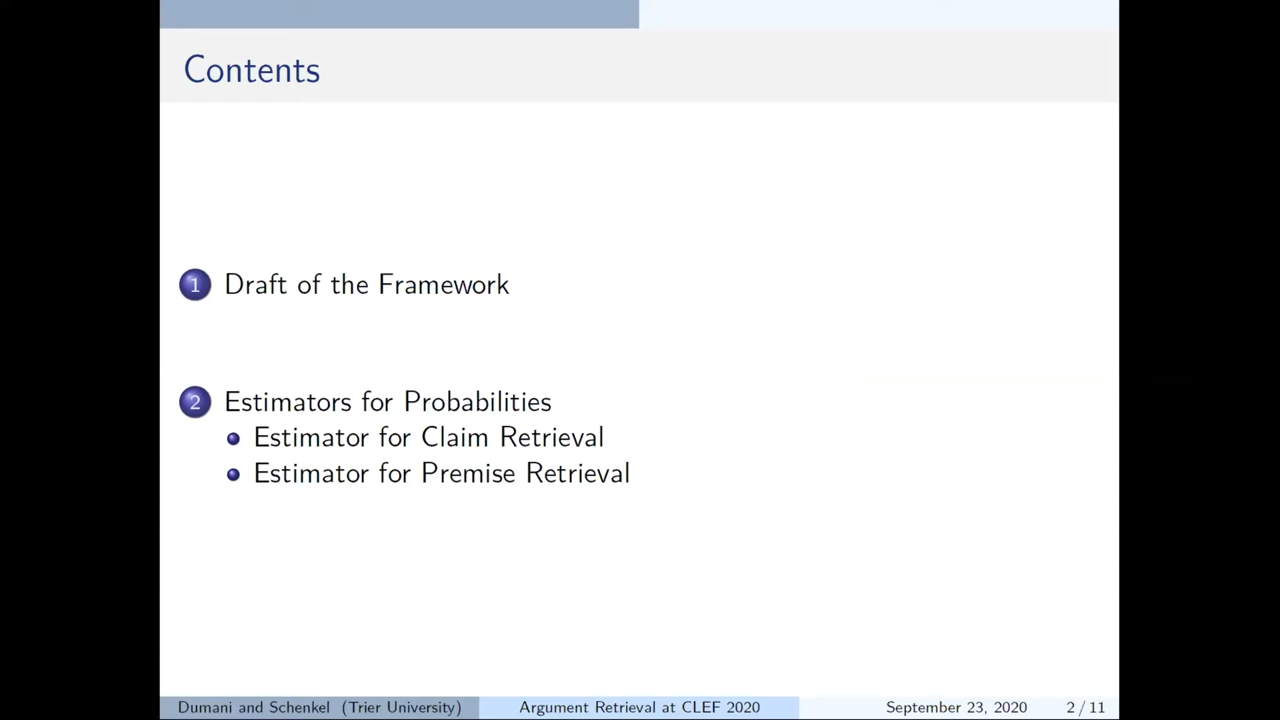 Contents
1 Draft of the Framework
2 Estimators for Probabilities
Estimator for Claim Retrieval
Estimator for Premise Retrieval
Dumani and Schenkel (Trier University) Argument Retrieval at CLEF 2020 September 23, 2020 2 / 11